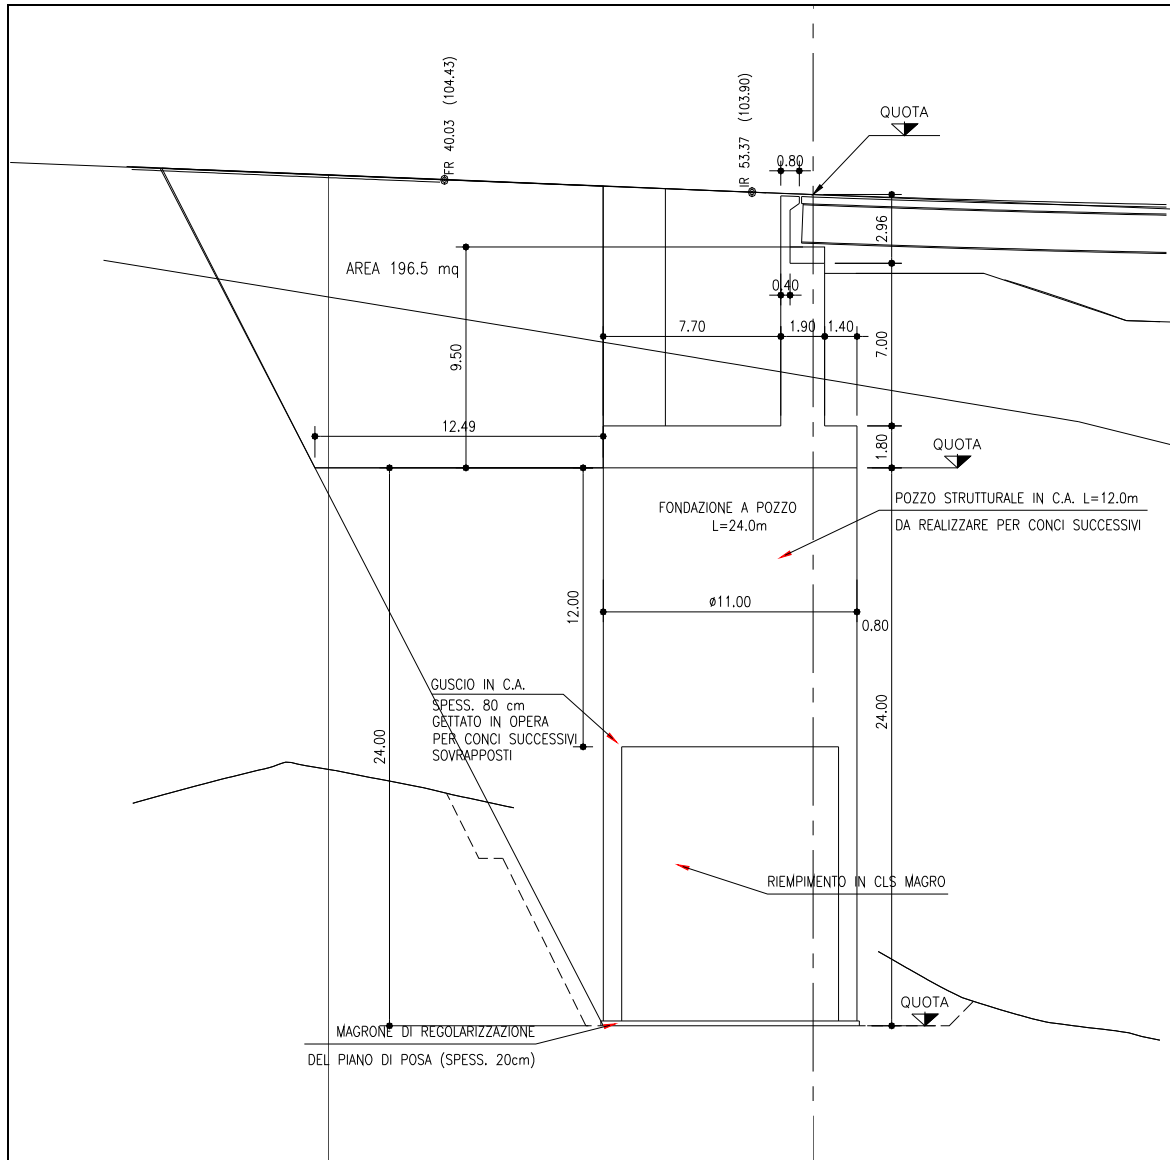 FR 40.03 (104.43)
IR 53.37 (103.90)
QUOTA
0.80
2.96
AREA 196.5 mq
0.40
7.70
1.90
1.40
9.50
7.00
12.49
1.80
QUOTA
FONDAZIONE A POZZO
L=24.0m
POZZO STRUTTURALE IN C.A. L=12.0m
DA REALIZZARE PER CONCI SUCCESSIVI
12.00
ø11.00
0.80
GUSCIO IN C.A.
SPESS. 80 cm
GETTATO IN OPERA
PER CONCI SUCCESSIVI
SOVRAPPOSTI
24.00
24.00
RIEMPIMENTO IN CLS MAGRO
QUOTA
MAGRONE DI REGOLARIZZAZIONE
DEL PIANO DI POSA (SPESS. 20cm)